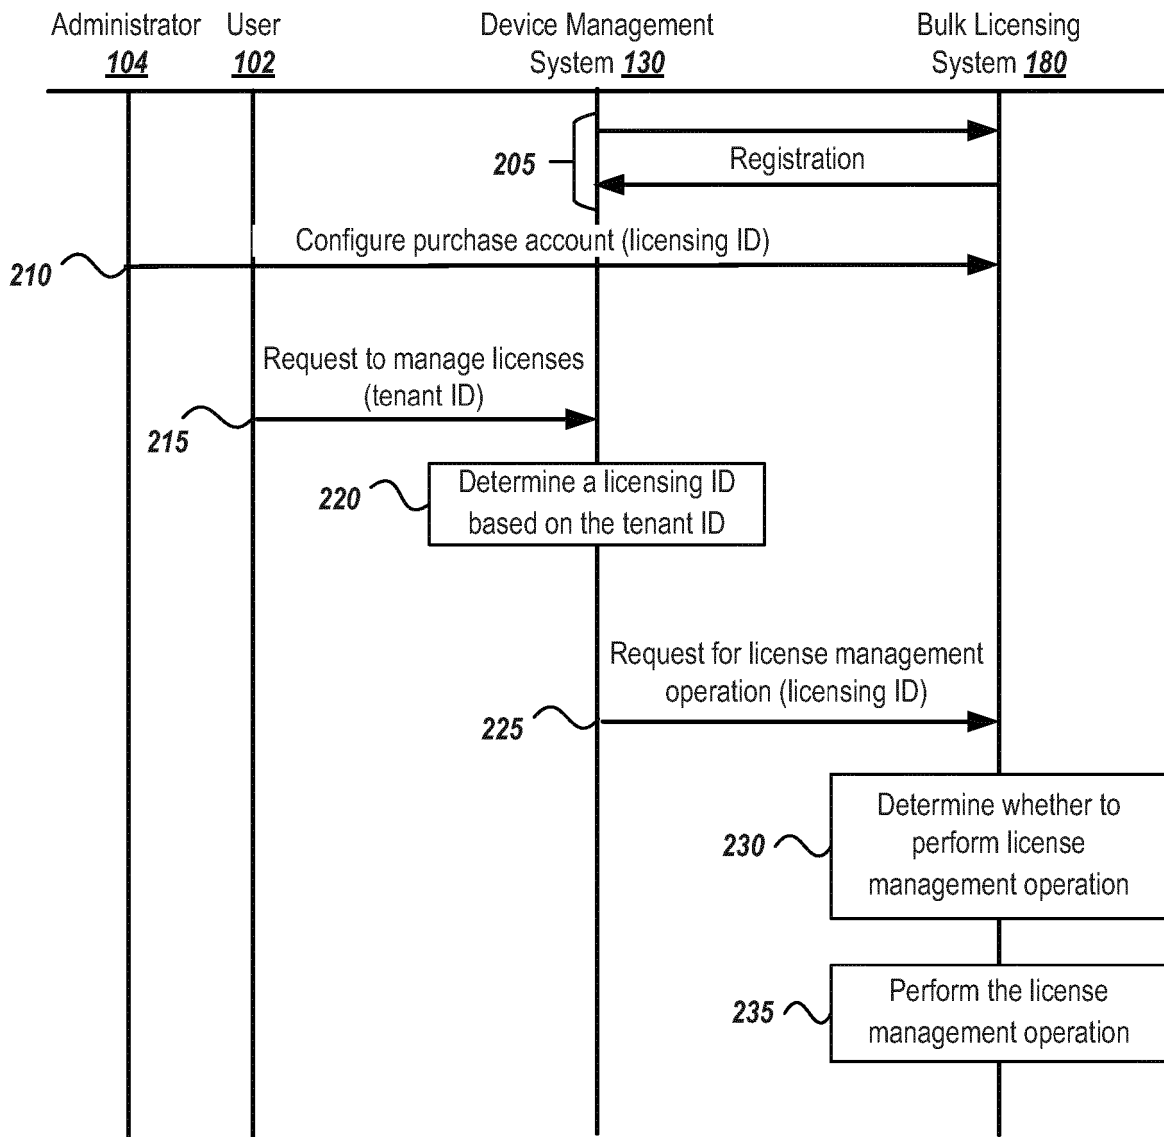 Administrator
104
User
102
Device Management
System 130
Bulk Licensing
System 180
205
Registration
Configure purchase account (licensing ID)
210
Request to manage licenses
(tenant ID)
215
220
Determine a licensing ID
based on the tenant ID
Request for license management
operation (licensing ID)
225
230
Determine whether to
perform license
management operation
235
Perform the license
management operation